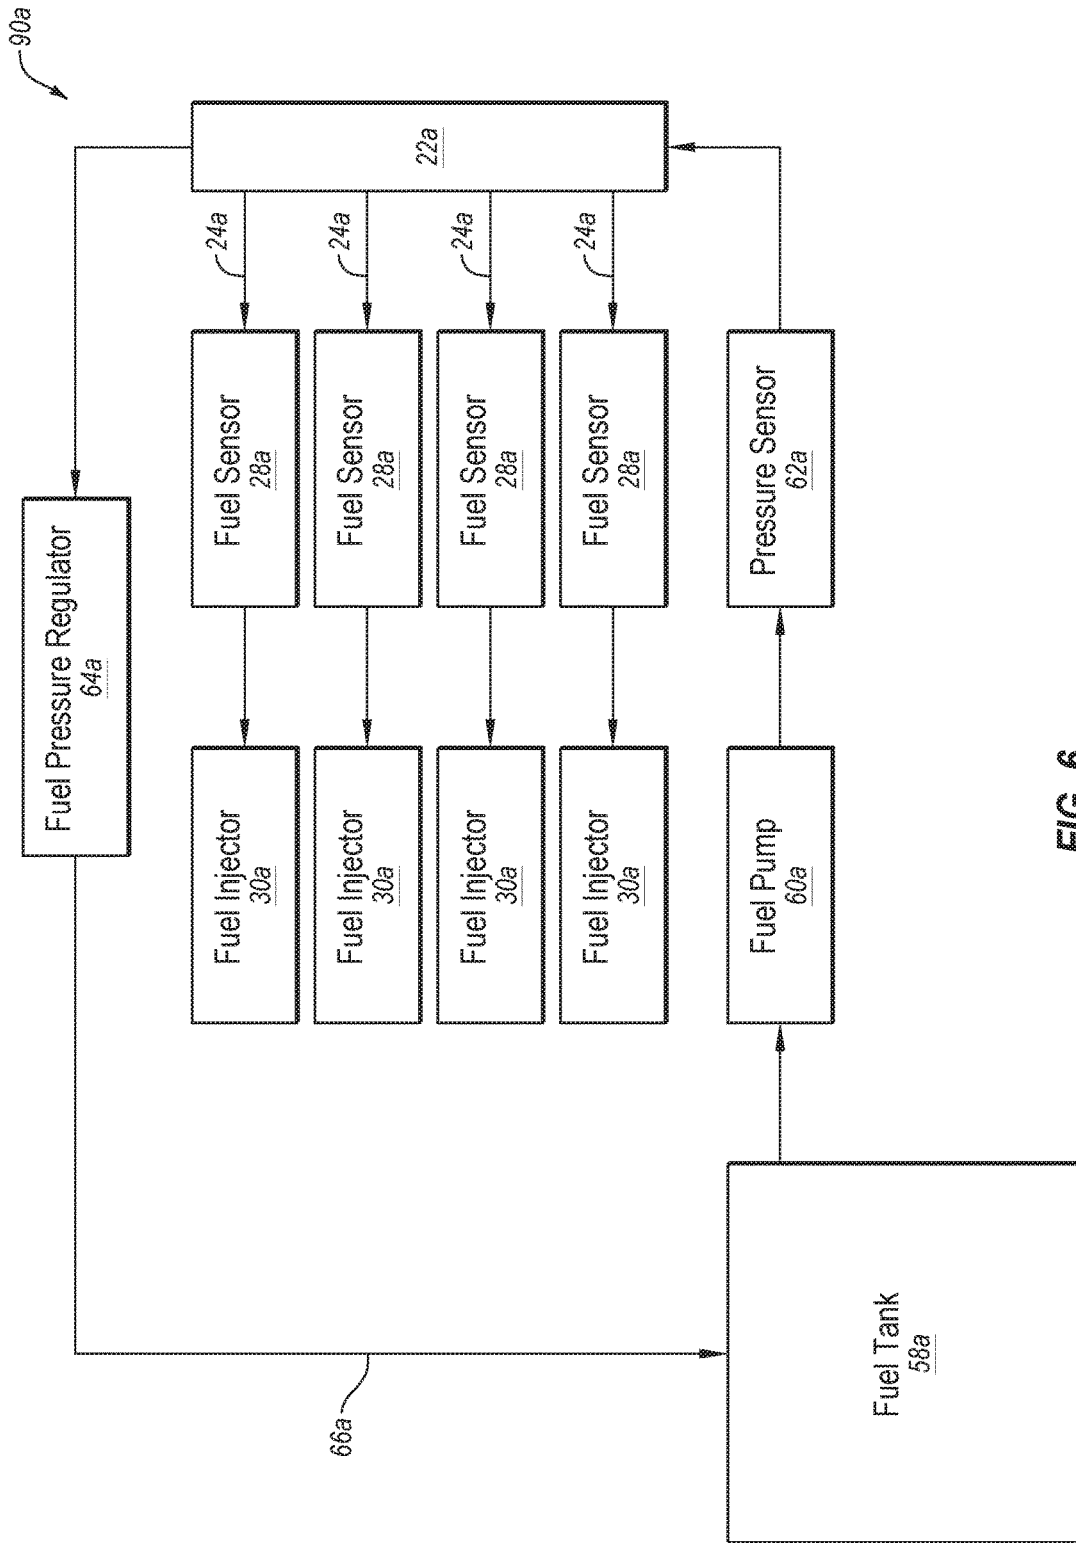 90a
Fuel Pressure Regulator
64a
Fuel Injector
30a
Fuel Sensor
28a
24a
66a
Fuel Injector
30a
Fuel Sensor
28a
24a
22a
Fuel Injector
30a
Fuel Sensor
28a
24a
Fuel Injector
30a
Fuel Sensor
28a
24a
Fuel Tank
58a
Fuel Pump
60a
Pressure Sensor
62a
FIG. 6